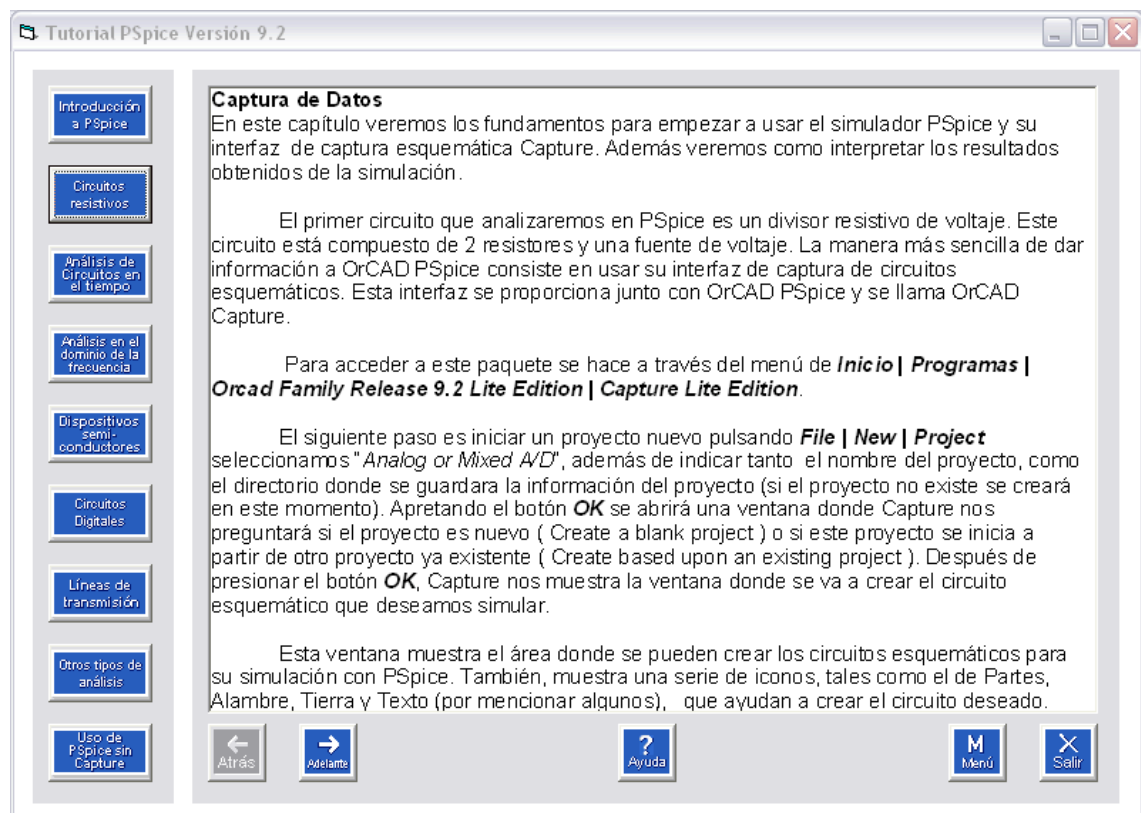 Tutorial PSpice Versión 9.2
Introducción
a PSpice
Circuitos
resistivos
Análisis de
Circuitos en
el tiempo
Análisis en el
dominio de la
frecuencia
Dispositivos
semi-
conductores
Circuitos
Digitales
Líneas de
transmisión
Otros tipos de
análisis
Uso de
PSpice sin
Capture
Captura de Datos
En este capítulo veremos los fundamentos para empezar a usar el simulador PSpice y su
interfaz de captura esquemática Capture. Además veremos como interpretar los resultados
obtenidos de la simulación.
El primer circuito que analizaremos en PSpice es un divisor resistivo de voltaje. Este
circuito está compuesto de 2 resistores y una fuente de voltaje. La manera más sencilla de dar
información a OrCAD PSpice consiste en usar su interfaz de captura de circuitos
esquemáticos. Esta interfaz se proporciona junto con OrCAD PSpice y se llama OrCAD
Capture.
Para acceder a este paquete se hace a través del menú de Inicio | Programas |
Orcad Family Release 9.2 Lite Edition | Capture Lite Edition.
El siguiente paso es iniciar un proyecto nuevo pulsando File | New | Project
seleccionamos "Analog or Mixed A/D", además de indicar tanto el nombre del proyecto, como
el directorio donde se guardara la información del proyecto (si el proyecto no existe se creará
en este momento). Apretando el botón OK se abrirá una ventana donde Capture nos
preguntará si el proyecto es nuevo ( Create a blank project ) o si este proyecto se inicia a
partir de otro proyecto ya existente ( Create based upon an existing project ). Después de
presionar el botón OK, Capture nos muestra la ventana donde se va a crear el circuito
esquemático que deseamos simular.
Esta ventana muestra el área donde se pueden crear los circuitos esquemáticos para
su simulación con PSpice. También, muestra una serie de iconos, tales como el de Partes,
Alambre, Tierra y Texto (por mencionar algunos), que ayudan a crear el circuito deseado.
Atrás
Adelante
?
Ayuda
M
Menú
Salir